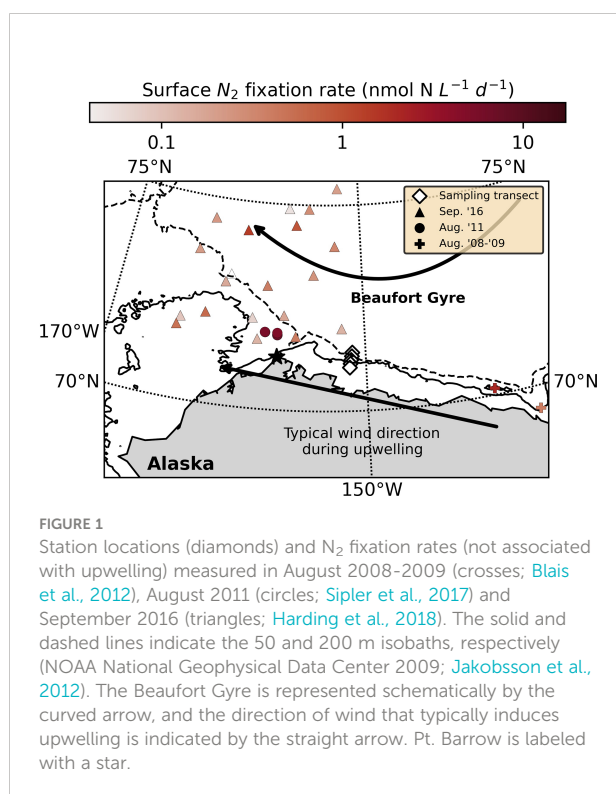 Surface N₂ fixation rate (nmol N L⁻¹ d⁻¹)
0.1 1 10
75°N 75°N
Sampling transect
Sep. '16
Aug. '11
Aug. '08-'09
Beaufort Gyre
170°W
70°N 70°N
Typical wind direction
during upwelling
Alaska
150°W
FIGURE 1
Station locations (diamonds) and N₂ fixation rates (not associated
with upwelling) measured in August 2008-2009 (crosses; Blais
et al., 2012), August 2011 (circles; Sipler et al., 2017) and
September 2016 (triangles; Harding et al., 2018). The solid and
dashed lines indicate the 50 and 200 m isobaths, respectively
(NOAA National Geophysical Data Center 2009; Jakobsson et al.,
2012). The Beaufort Gyre is represented schematically by the
curved arrow, and the direction of wind that typically induces
upwelling is indicated by the straight arrow. Pt. Barrow is labeled
with a star.